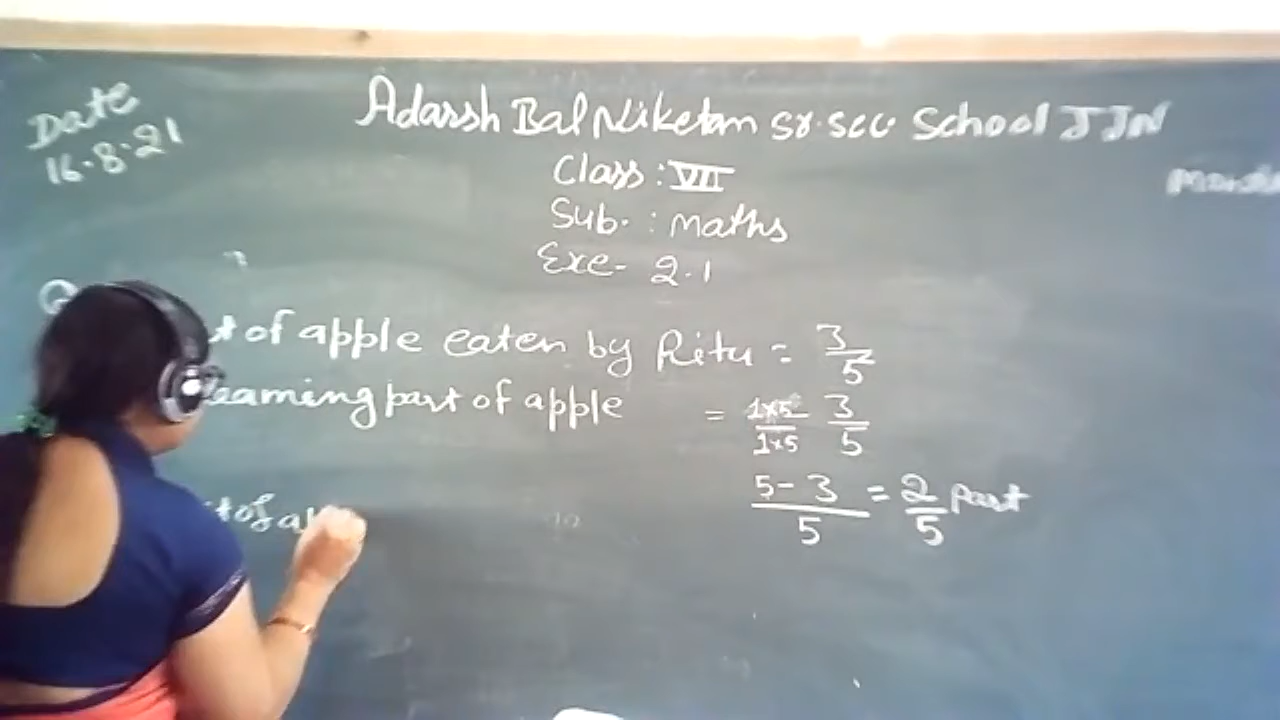 Date
16.8.21
Adarsh Bal Niketan Sr. Sec School JJN
Class : VII
Sub. : Maths
Exe- 2.1
Q
t of apple eaten by Ritu = 3/5
eaming part of apple = 1×5/1×5 3/5
5-3/5 = 2/5 part
t of a